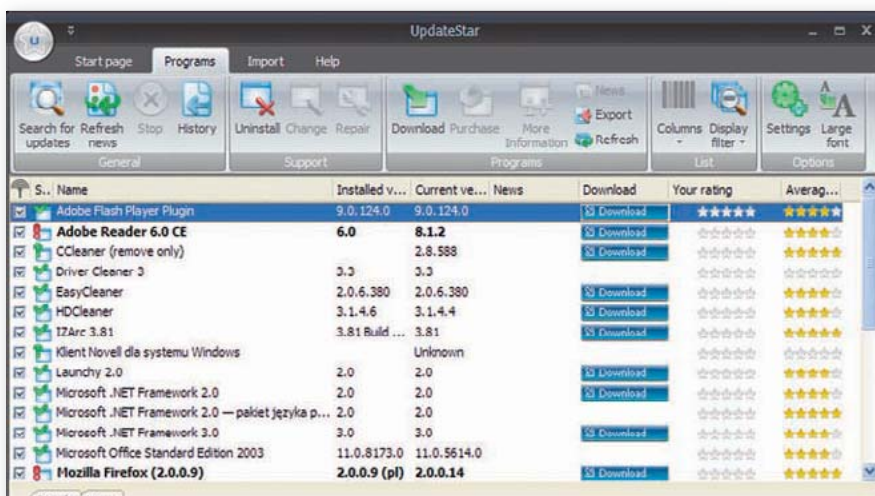 UpdateStar
Start page Programs Import Help
Search for updates Refresh news Stop History Uninstall Change Repair Download Purchase More Information News Export Refresh Columns Display filter Settings Large font
General Support Programs List Options
S.. Name Installed v... Current ve... News Download Your rating Averag...
Adobe Flash Player Plugin 9.0.124.0 9.0.124.0 Download
Adobe Reader 6.0 CE 6.0 8.1.2 Download
CCleaner (remove only) 2.8.588 Download
Driver Cleaner 3 3.3 3.3
EasyCleaner 2.0.6.380 2.0.6.380 Download
HDCleaner 3.1.4.6 3.1.4.4 Download
IZArc 3.81 3.81 Build ... 3.81 Download
Klient Novell dla systemu Windows Unknown
Launchy 2.0 2.0 2.0 Download
Microsoft .NET Framework 2.0 2.0 2.0 Download
Microsoft .NET Framework 2.0 — pakiet języka p... 2.0 2.0
Microsoft .NET Framework 3.0 3.0 3.0 Download
Microsoft Office Standard Edition 2003 11.0.8173.0 11.0.5614.0
Mozilla Firefox (2.0.0.9) 2.0.0.9 (pl) 2.0.0.14 Download